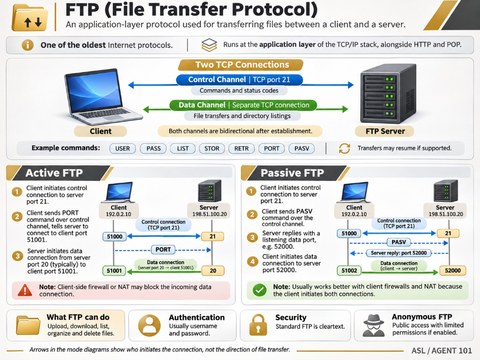 FTP (File Transfer Protocol)
An application-layer protocol used for transferring files between a client and a server.
One of the oldest Internet protocols.
Runs at the application layer of the TCP/IP stack, alongside HTTP and POP.
Two TCP Connections
Control Channel | TCP port 21
Commands and status codes
Data Channel | Separate TCP connection
File transfers and directory listings
Client
Both channels are bidirectional after establishment.
FTP Server
Example commands: USER PASS LIST STOR RETR PORT PASV
Transfers may resume if supported.
Active FTP
1 Client initiates control
connection to server
port 21.
2 Client sends PORT
command over control
channel, tells server
to connect to client port
51001.
3 Server initiates data
connection from server
port 20 (typically) to
client port 51001.
Client
192.0.2.10
Server
198.51.100.20
Control connection
(TCP port 21)
51000
21
PORT
Data connection
(server port 20 → client 51001)
51001
20
Note: Client-side firewall or NAT may block the incoming
data connection.
Passive FTP
1 Client initiates control
connection to server
port 21.
2 Client sends PASV
command over the
control channel.
3 Server replies with a
listening data port,
e.g. 52000.
4 Client initiates data
connection to server
port 52000.
Client
192.0.2.10
Server
198.51.100.20
Control connection
(TCP port 21)
51000
21
PASV
Server reply: port 52000
Data connection
(client → server)
51002
52000
Note: Usually works better with client firewalls and NAT because
the client initiates both connections.
What FTP can do
Upload, download, list,
organize and delete files.
Authentication
Usually username
and password.
Security
Standard FTP is cleartext.
Anonymous FTP
Public access with limited
permissions if enabled.
Arrows in the mode diagrams show who initiates the connection, not the direction of file transfer.
ASL / AGENT 101